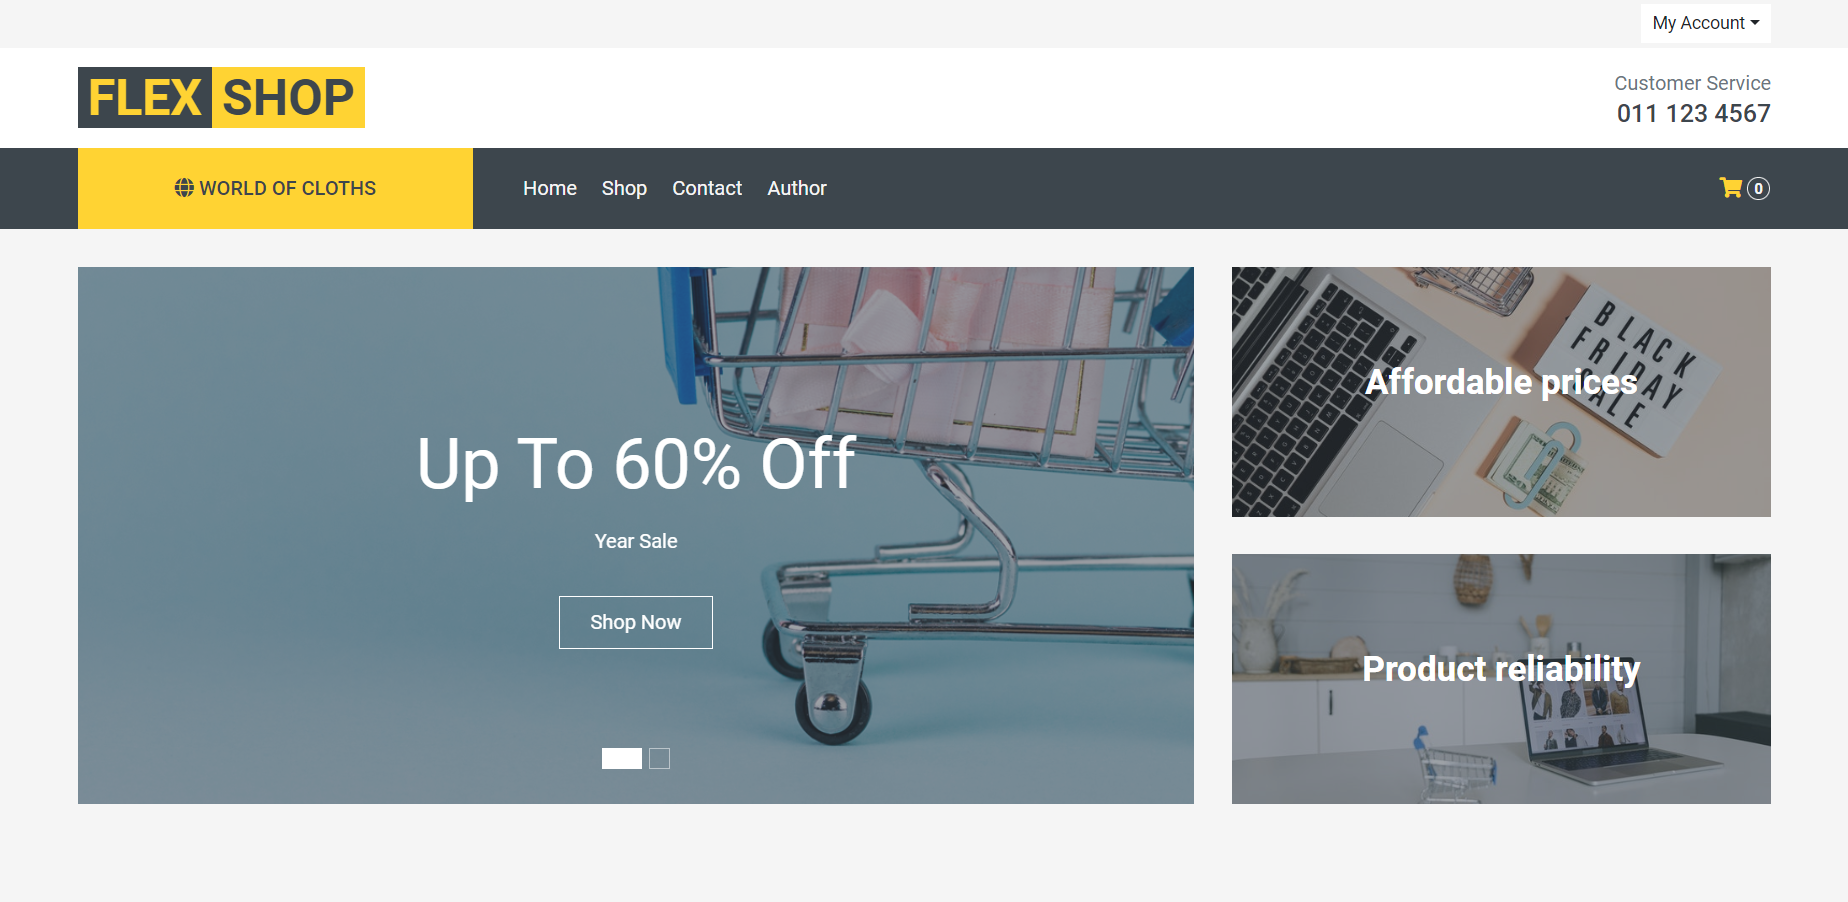 My Account
FLEX SHOP
Customer Service
011 123 4567
WORLD OF CLOTHS
Home Shop Contact Author
0
BLACK
FRIDAY
SALE
Affordable prices
Up To 60% Off
Year Sale
Shop Now
Product reliability